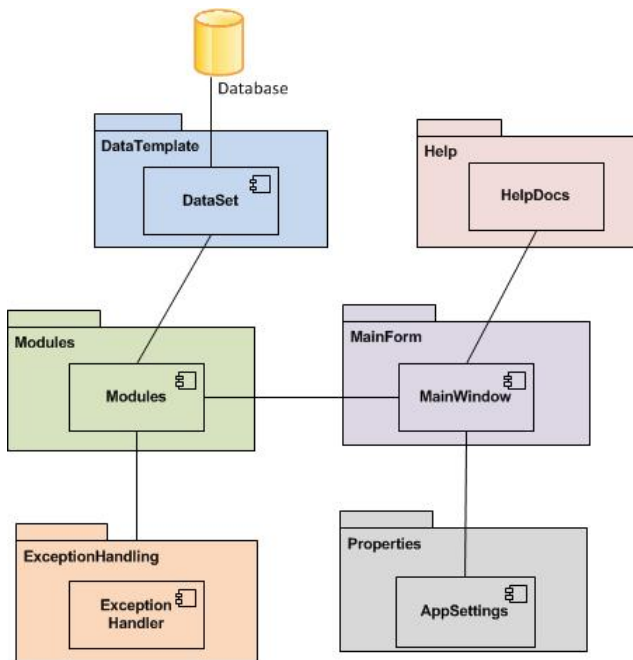 Database
DataTemplate
DataSet
Help
HelpDocs
Modules
Modules
MainForm
MainWindow
ExceptionHandling
Exception
Handler
Properties
AppSettings